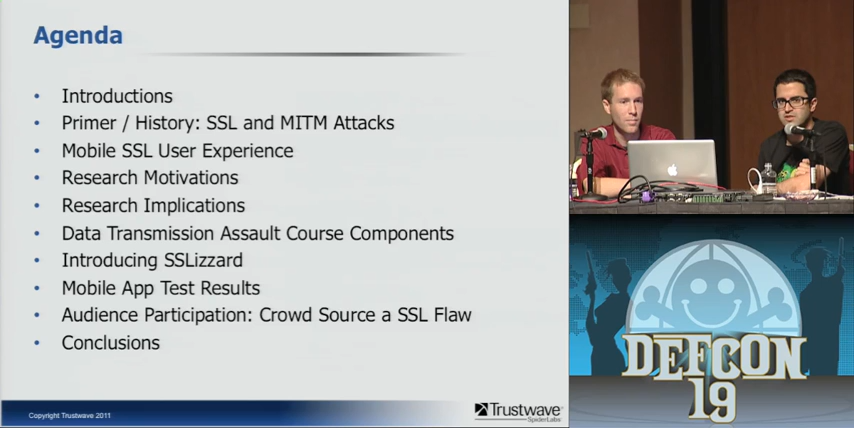 Agenda
• Introductions
• Primer / History: SSL and MITM Attacks
• Mobile SSL User Experience
• Research Motivations
• Research Implications
• Data Transmission Assault Course Components
• Introducing SSLizzard
• Mobile App Test Results
• Audience Participation: Crowd Source a SSL Flaw
• Conclusions
Copyright Trustwave 2011
Trustwave®
SpiderLabs
DEFCON
19